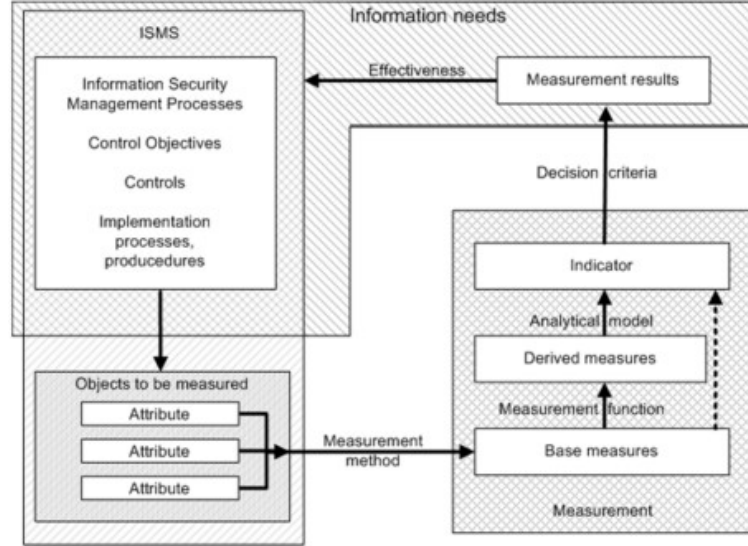 Information needs
ISMS
Information Security
Management Processes
Control Objectives
Controls
Implementation
processes,
producedures
Effectiveness
Measurement results
Decision criteria
Indicator
Analytical model
Derived measures
Measurement function
Base measures
Measurement
Objects to be measured
Attribute
Attribute
Attribute
Measurement
method